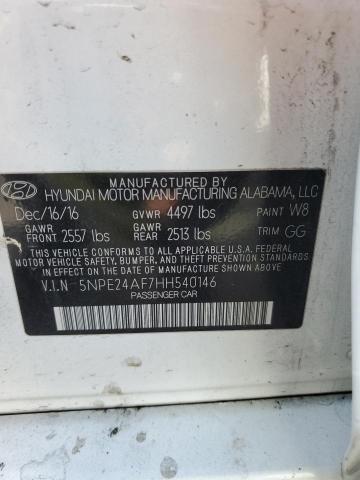 MANUFACTURED BY
HYUNDAI MOTOR MANUFACTURING ALABAMA, LLC
Dec/16/16 GVWR 4497 lbs PAINT W8
GAWR FRONT 2557 lbs GAWR REAR 2513 lbs TRIM GG
THIS VEHICLE CONFORMS TO ALL APPLICABLE U.S. FEDERAL
MOTOR VEHICLE SAFETY, BUMPER, AND THEFT PREVENTION
STANDARDS IN EFFECT ON THE DATE OF MANUFACTURE SHOWN ABOVE.
V.I.N 5NPE24AF7HH540146
PASSENGER CAR